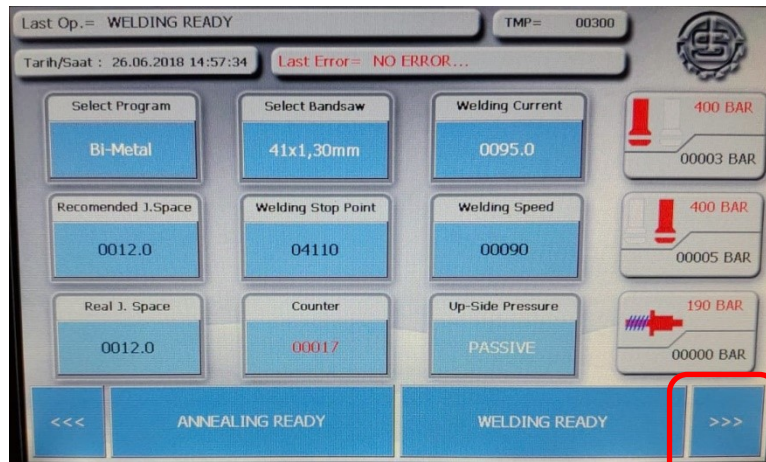 Last Op.= WELDING READY
TMP= 00300
Tarih/Saat : 26.06.2018 14:57:34
Last Error= NO ERROR...
Select Program
Bi-Metal
Select Bandsaw
41x1,30mm
Welding Current
0095.0
400 BAR
00003 BAR
Recomended J.Space
0012.0
Welding Stop Point
04110
Welding Speed
00090
400 BAR
00005 BAR
Real J. Space
0012.0
Counter
00017
Up-Side Pressure
PASSIVE
190 BAR
00000 BAR
<<<
ANNEALING READY
WELDING READY
>>>